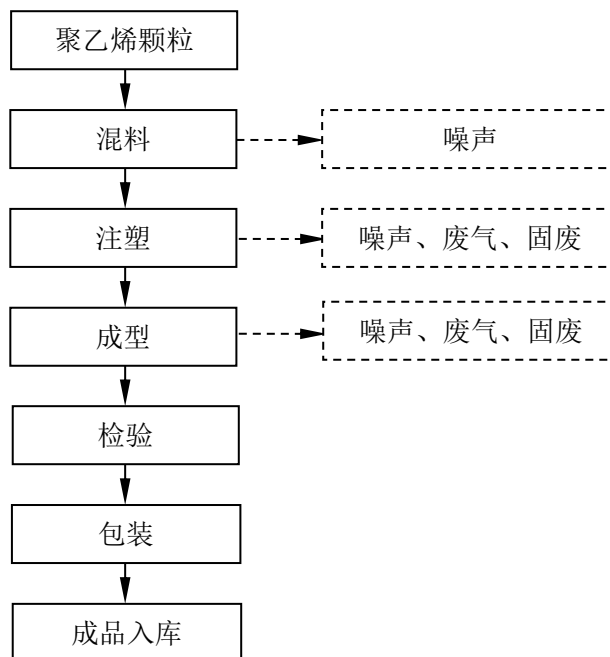 聚乙烯颗粒
混料
噪声
注塑
噪声、废气、固废
成型
噪声、废气、固废
检验
包装
成品入库